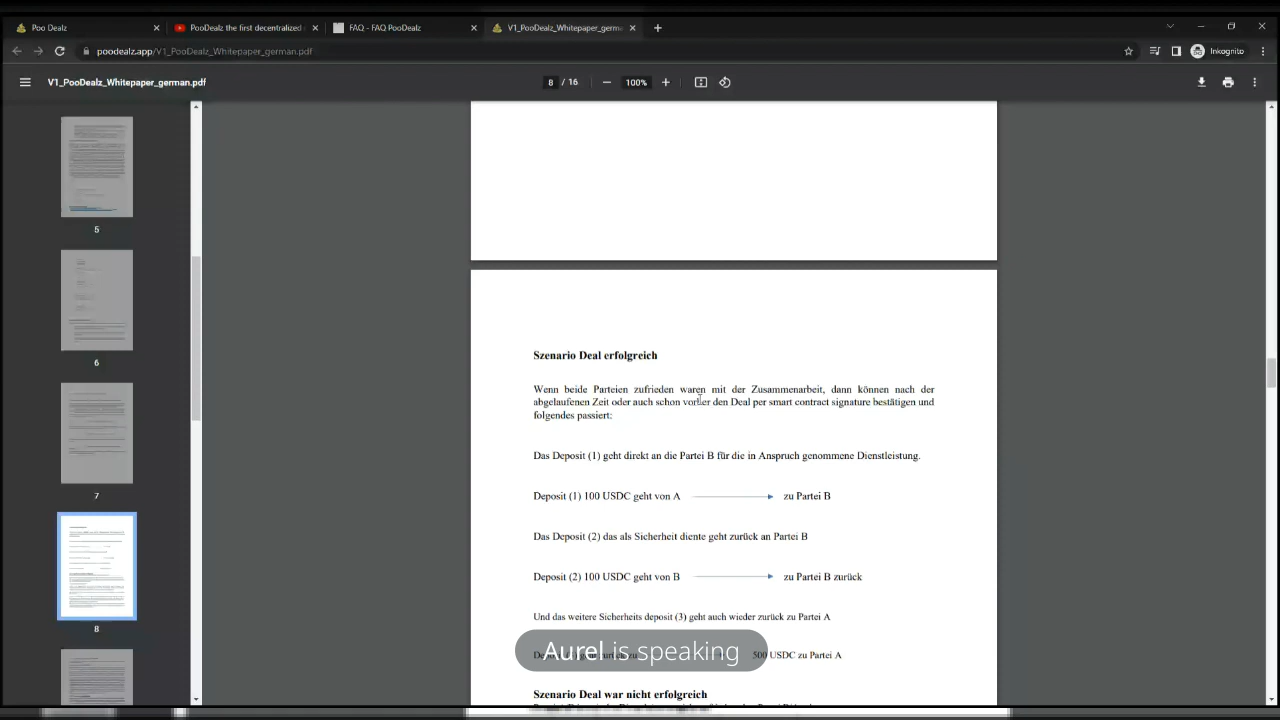 Poo Dealz
PooDealz the first decentralized
FAQ - FAQ PooDealz
V1_PooDealz_Whitepaper_germ
poodealz.app/V1_PooDealz_Whitepaper_german.pdf
Inkognito
V1_PooDealz_Whitepaper_german.pdf
8 / 16
100%
5
6
7
8
Szenario Deal erfolgreich
Wenn beide Parteien zufrieden waren mit der Zusammenarbeit, dann können nach der
abgelaufenen Zeit oder auch schon vorher den Deal per smart contract signature bestätigen und
folgendes passiert:
Das Deposit (1) geht direkt an die Partei B für die in Anspruch genommene Dienstleistung.
Deposit (1) 100 USDC geht von A zu Partei B
Das Deposit (2) das als Sicherheit diente geht zurück an Partei B
Deposit (2) 100 USDC geht von B zu Partei B zurück
Und das weitere Sicherheits deposit (3) geht auch wieder zurück zu Partei A
500 USDC zu Partei A
Aurel is speaking
Szenario Deal war nicht erfolgreich